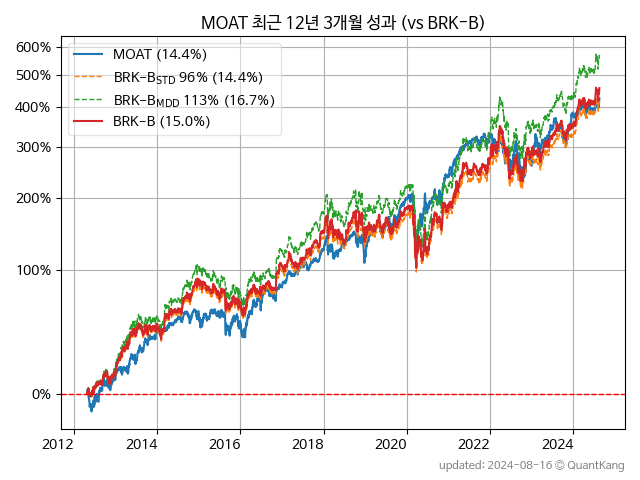 MOAT 최근 12년 3개월 성과 (vs BRK-B)
MOAT (14.4%)
BRK-B_STD 96% (14.4%)
BRK-B_MDD 113% (16.7%)
BRK-B (15.0%)
600%
500%
400%
300%
200%
100%
0%
2012 2014 2016 2018 2020 2022 2024
updated: 2024-08-16 © QuantKang